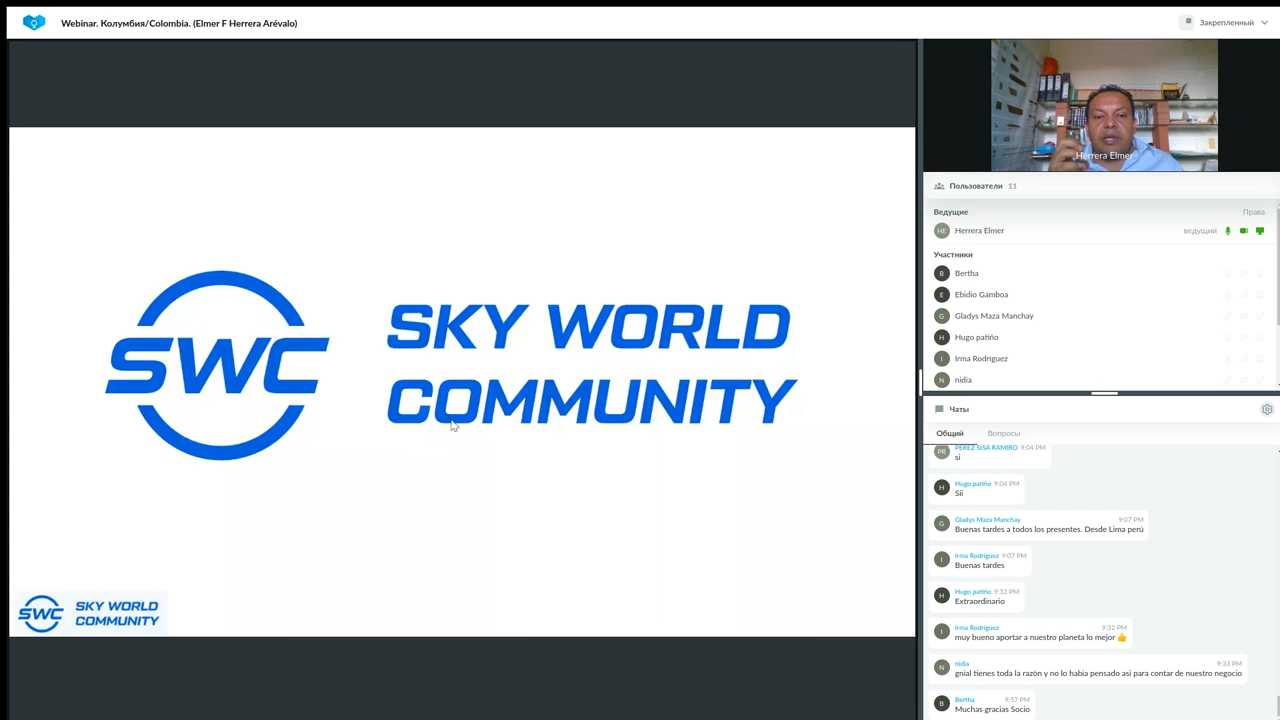 Webinar. Колумбия/Colombia. (Elmer F Herrera Arévalo)
Закрепленный
SWC
SKY WORLD
COMMUNITY
SWC
SKY WORLD
COMMUNITY
Herrera Elmer
Пользователи 11
Ведущие
Права
HE Herrera Elmer ведущий
Участники
B Bertha
E Ebidio Gamboa
G Gladys Maza Manchay
H Hugo patiño
I Irma Rodríguez
N nidia
Чаты
Общий Вопросы
PR PEREZ SISA RAMIRO 9:04 PM
si
H Hugo patiño 9:04 PM
Sii
G Gladys Maza Manchay 9:07 PM
Buenas tardes a todos los presentes. Desde Lima perú
I Irma Rodríguez 9:07 PM
Buenas tardes
H Hugo patiño 9:32 PM
Extraordinario
I Irma Rodríguez 9:32 PM
muy bueno aportar a nuestro planeta lo mejor 👍
N nidia 9:33 PM
gnial tienes toda la razòn y no lo habia pensado asi para contar de nuestro negocio
B Bertha 9:57 PM
Muchas gracias Socio